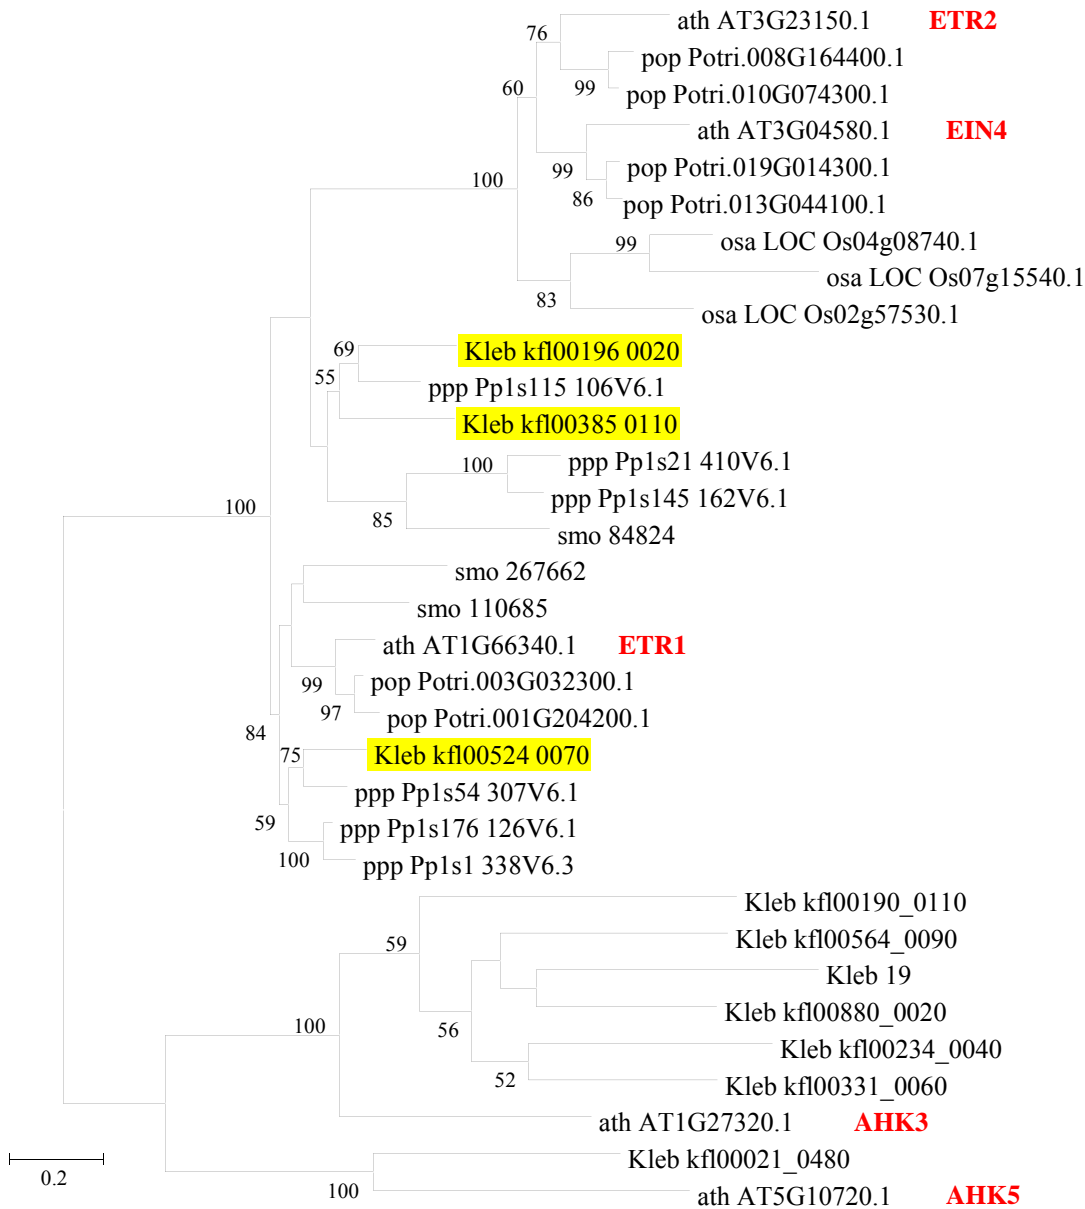 ath AT3G23150.1 ETR2
76
pop Potri.008G164400.1
60
99
pop Potri.010G074300.1
ath AT3G04580.1 EIN4
99
pop Potri.019G014300.1
100
86
pop Potri.013G044100.1
osa LOC Os04g08740.1
99
osa LOC Os07g15540.1
83
osa LOC Os02g57530.1
69
Kleb kfl00196 0020
55
ppp Pp1s115 106V6.1
Kleb kfl00385 0110
ppp Pp1s21 410V6.1
100
ppp Pp1s145 162V6.1
100
85
smo 84824
smo 267662
smo 110685
ath AT1G66340.1 ETR1
99
pop Potri.003G032300.1
97
pop Potri.001G204200.1
84
75
Kleb kfl00524 0070
ppp Pp1s54 307V6.1
59
ppp Pp1s176 126V6.1
100
ppp Pp1s1 338V6.3
Kleb kfl00190_0110
59
Kleb kfl00564_0090
Kleb 19
Kleb kfl00880_0020
100
56
Kleb kfl00234_0040
52
Kleb kfl00331_0060
ath AT1G27320.1 AHK3
Kleb kfl00021_0480
0.2
100
ath AT5G10720.1 AHK5